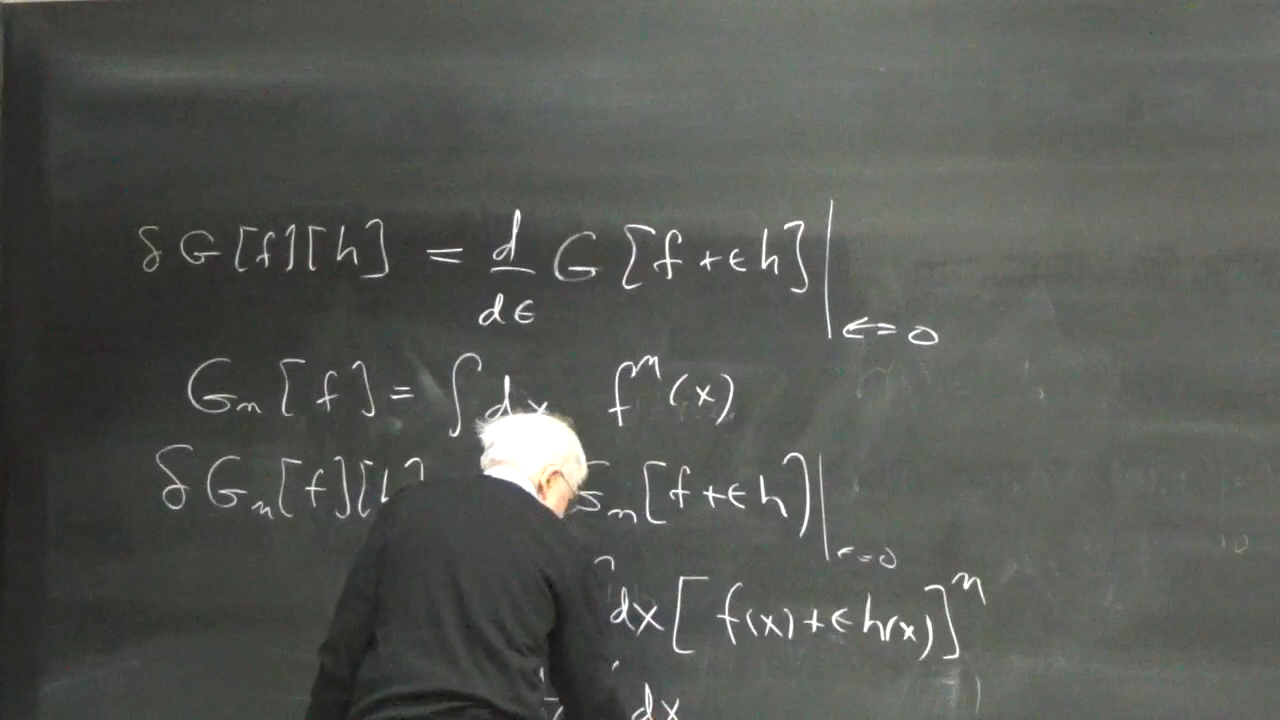 δG[f][h] = d/dϵ G[f+ϵh]|ϵ=0
Gn[f] = ∫dx fⁿ(x)
δGn[f][h] Gn[f+ϵh]|ϵ=0
dx[f(x)+ϵh(x)]ⁿ
dx